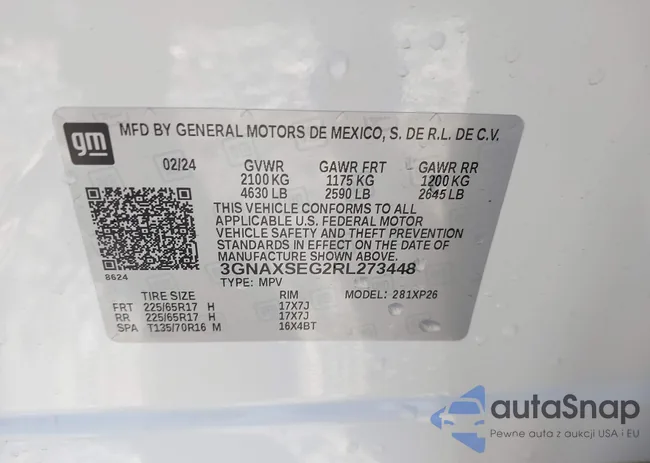 gm MFD BY GENERAL MOTORS DE MEXICO, S. DE R.L. DE C.V.
02/24 GVWR GAWR FRT GAWR RR
2100 KG 1175 KG 1200 KG
4630 LB 2590 LB 2645 LB
THIS VEHICLE CONFORMS TO ALL
APPLICABLE U.S. FEDERAL MOTOR
VEHICLE SAFETY AND THEFT PREVENTION
STANDARDS IN EFFECT ON THE DATE
OF MANUFACTURE SHOWN ABOVE.
8624 3GNAXSEG2RL273448
TYPE: MPV
TIRE SIZE RIM MODEL: 281XP26
FRT 225/65R17 H 17X7J
RR 225/65R17 H 17X7J
SPA T135/70R16 M 16X4BT
autaSnap
Pewne auta z aukcji USA i EU